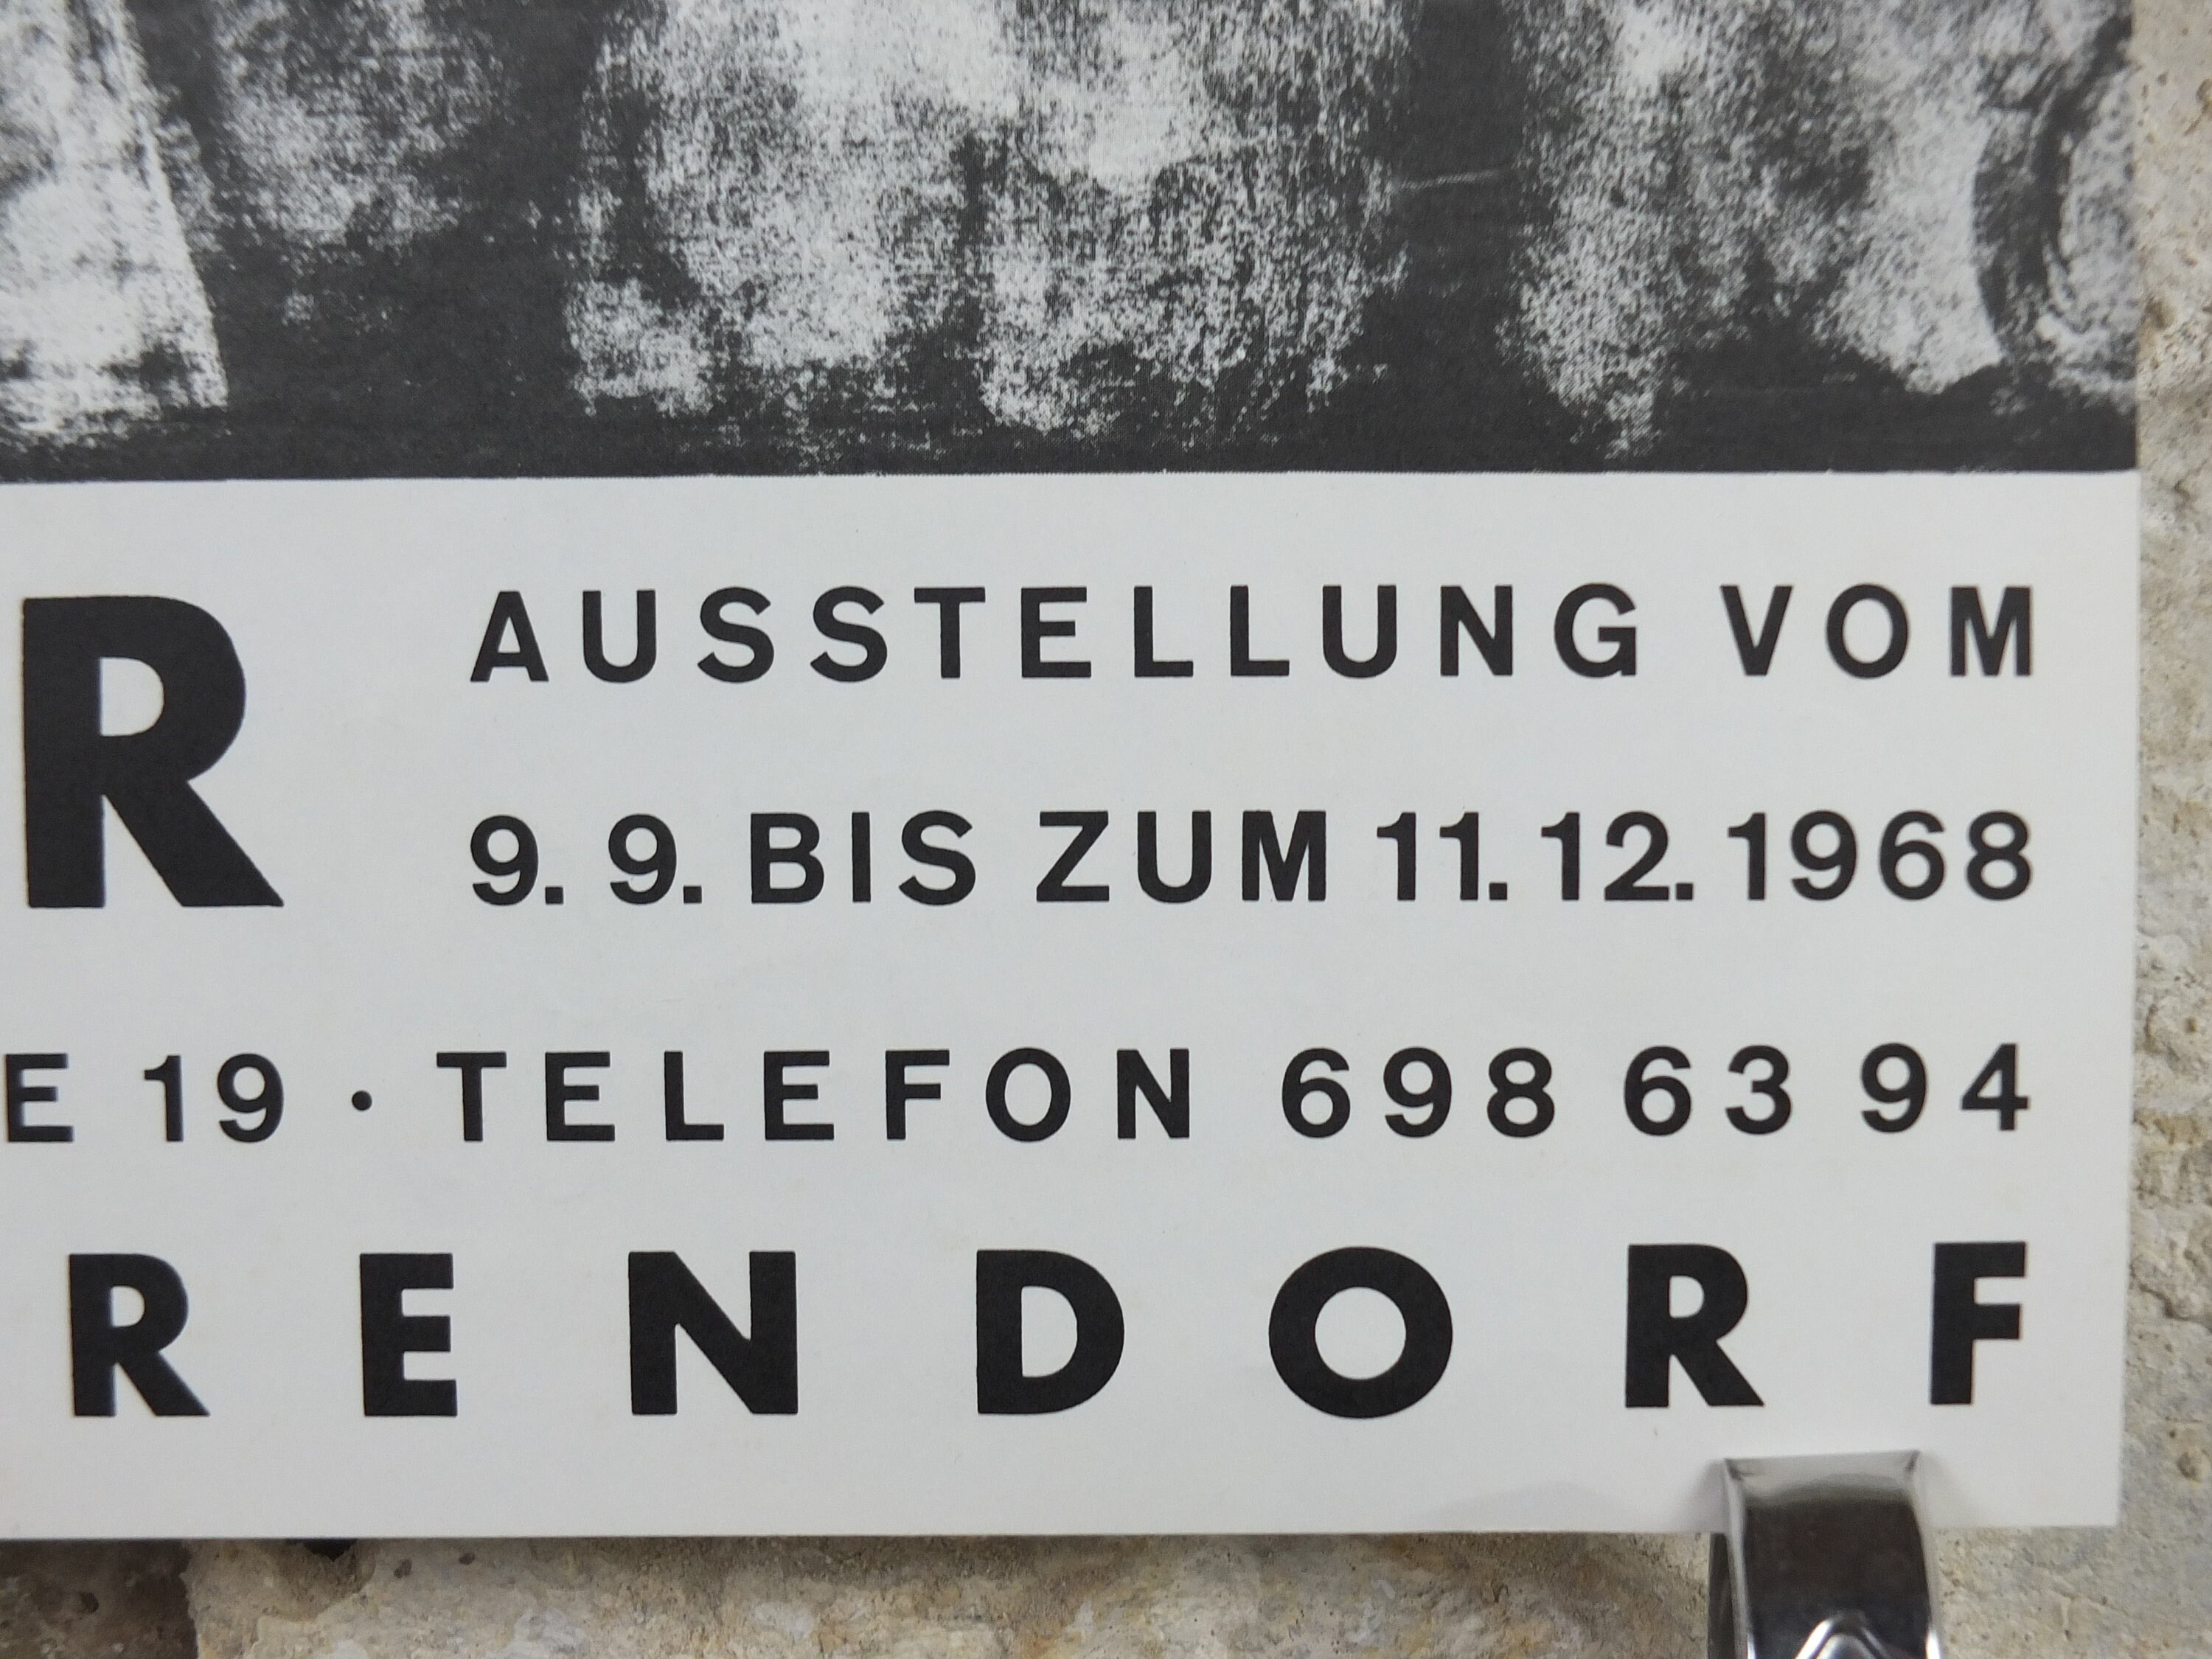 R AUSSTELLUNG VOM
9. 9. BIS ZUM 11. 12. 1968
E 19 · TELEFON 698 63 94
RENDORF